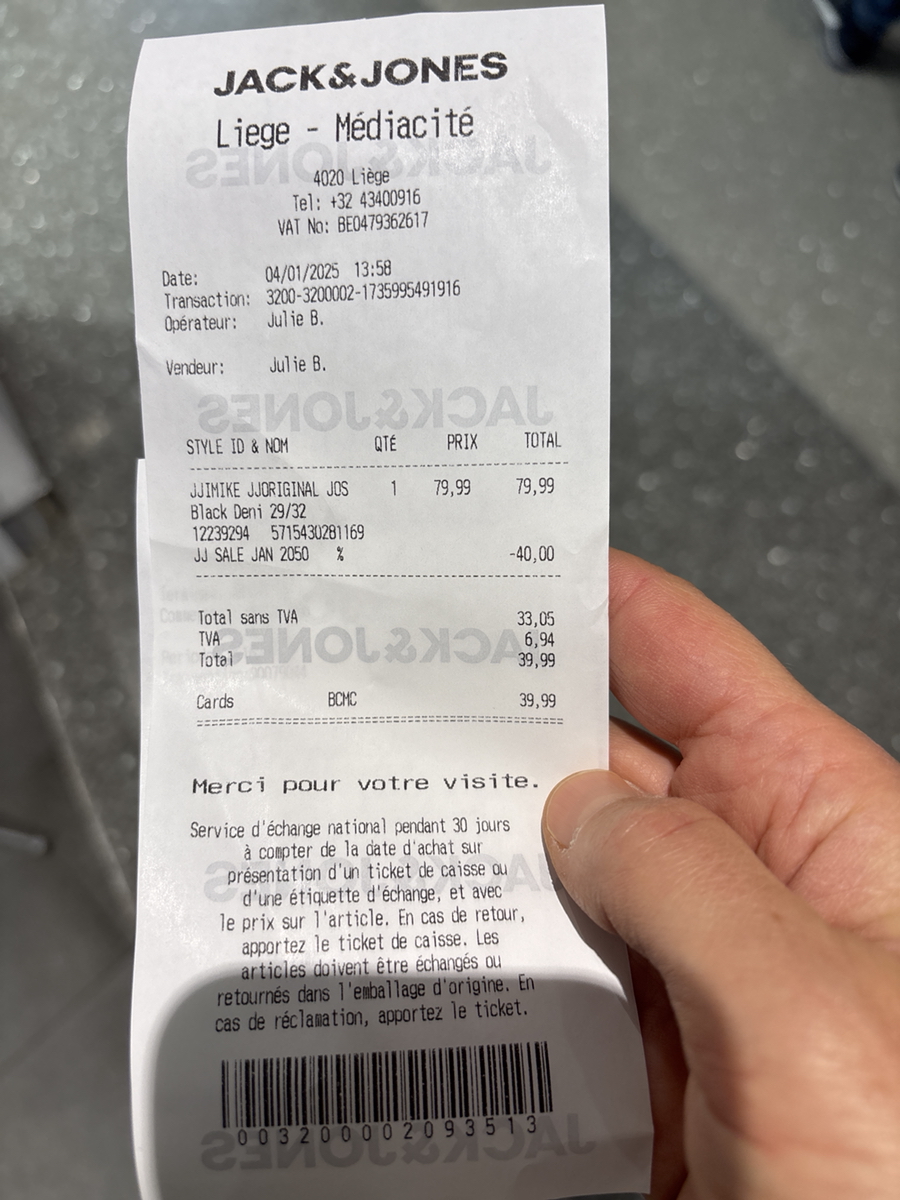 JACK&JONES
Liege - Médiacité
4020 Liège
Tel: +32 43400916
VAT No: BE0479362617
Date: 04/01/2025 13:58
Transaction: 3200-3200002-1735995491916
Opérateur: Julie B.
Vendeur: Julie B.
STYLE ID & NOM QTÉ PRIX TOTAL
JJIMIKE JJORIGINAL JOS 1 79,99 79,99
Black Deni 29/32
12239294 5715430281169
JJ SALE JAN 2050 % -40,00
Total sans TVA 33,05
TVA 6,94
Total 39,99
Cards BCMC 39,99
Merci pour votre visite.
Service d'échange national pendant 30 jours
à compter de la date d'achat sur
présentation d'un ticket de caisse ou
d'une étiquette d'échange, et avec
le prix sur l'article. En cas de retour,
apportez le ticket de caisse. Les
articles doivent être échangés ou
retournés dans l'emballage d'origine. En
cas de réclamation, apportez le ticket.
003200002093513